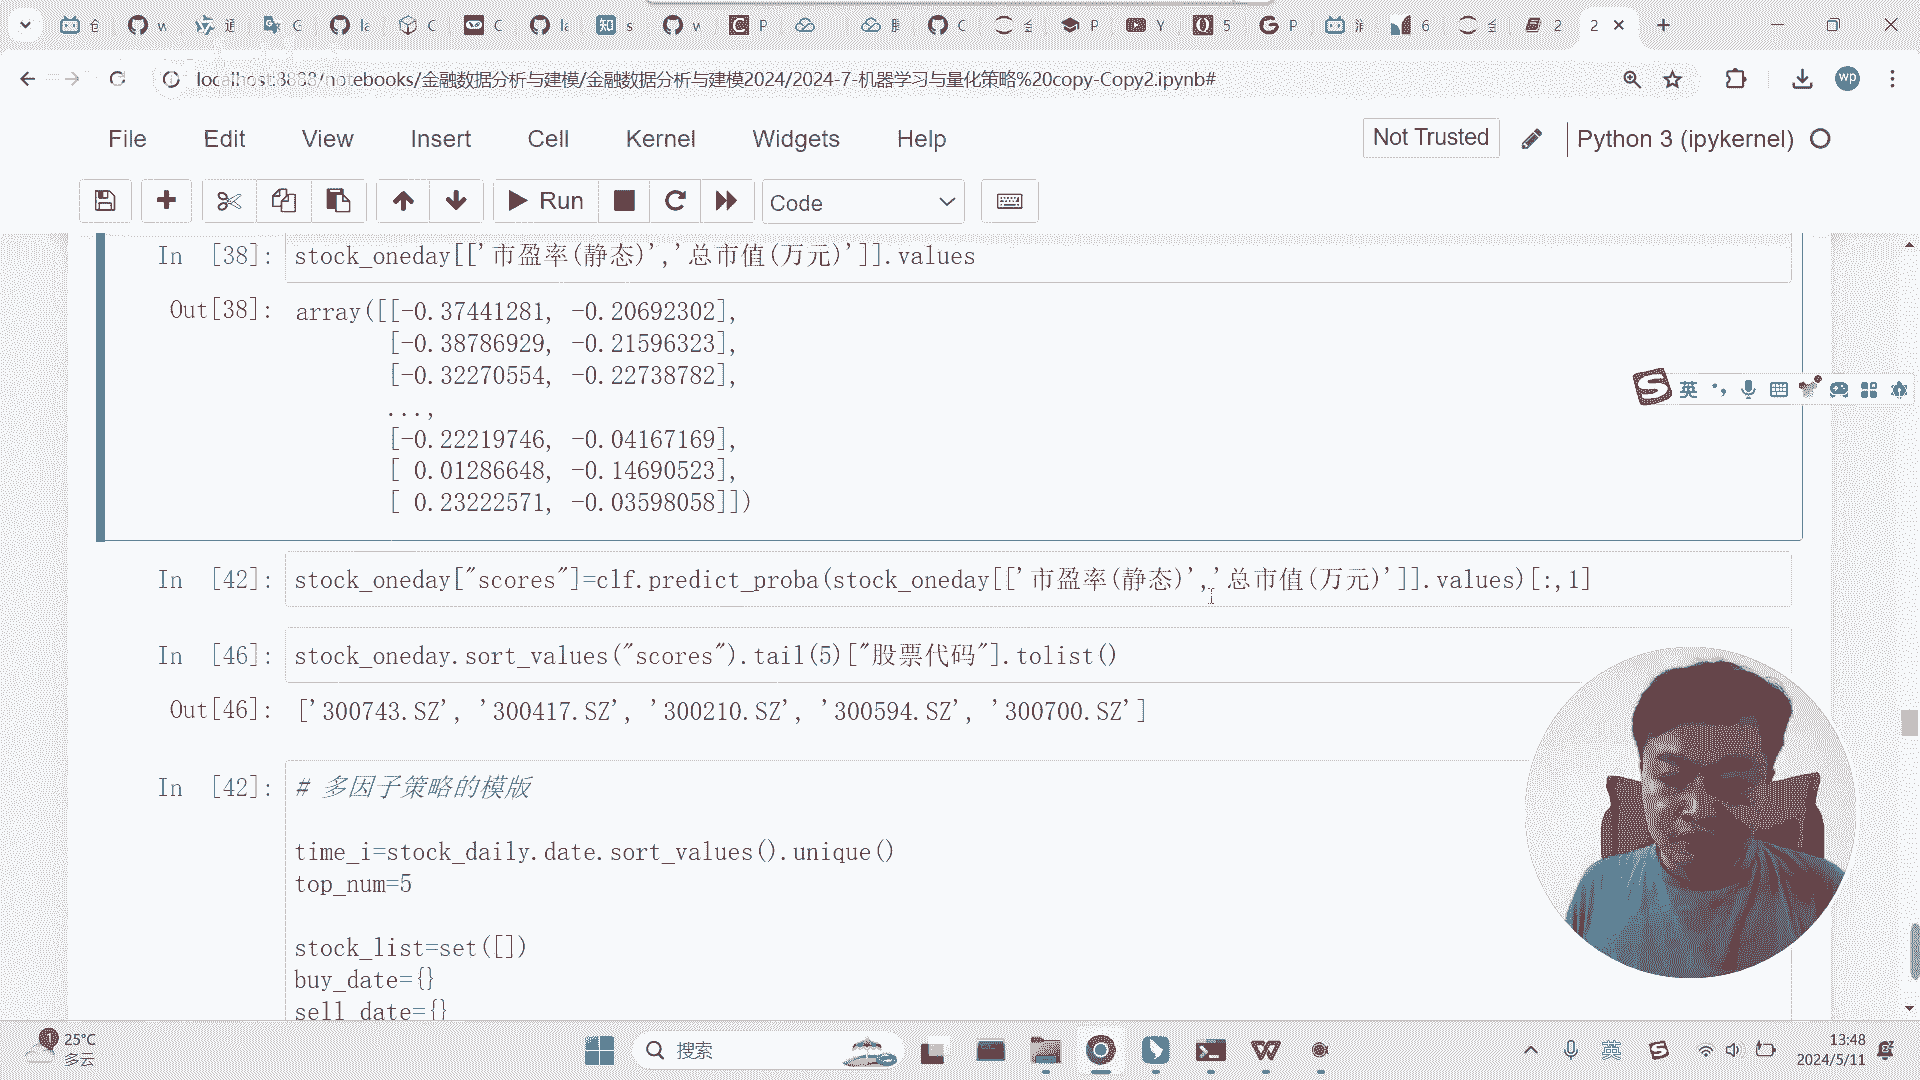 localhost:8888/notebooks/金融数据分析与建模/金融数据分析与建模2024/2024-7-机器学习与量化策略%20copy-Copy2.ipynb#
wp
File Edit View Insert Cell Kernel Widgets Help
Not Trusted
Python 3 (ipykernel)
Run
Code
In [38]: stock_oneday[['市盈率(静态)','总市值(万元)']].values
Out[38]: array([[-0.37441281, -0.20692302],
[-0.38786929, -0.21596323],
[-0.32270554, -0.22738782],
...,
[-0.22219746, -0.04167169],
[ 0.01286648, -0.14690523],
[ 0.23222571, -0.03598058]])
英
In [42]: stock_oneday["scores"]=clf.predict_proba(stock_oneday[['市盈率(静态)','总市值(万元)']].values)[:,1]
In [46]: stock_oneday.sort_values("scores").tail(5)["股票代码"].tolist()
Out[46]: ['300743.SZ', '300417.SZ', '300210.SZ', '300594.SZ', '300700.SZ']
In [42]: # 多因子策略的模版
time_i=stock_daily.date.sort_values().unique()
top_num=5
stock_list=set([])
buy_date={}
sell_date={}
1
25°C
多云
搜索
英
13:48
2024/5/11